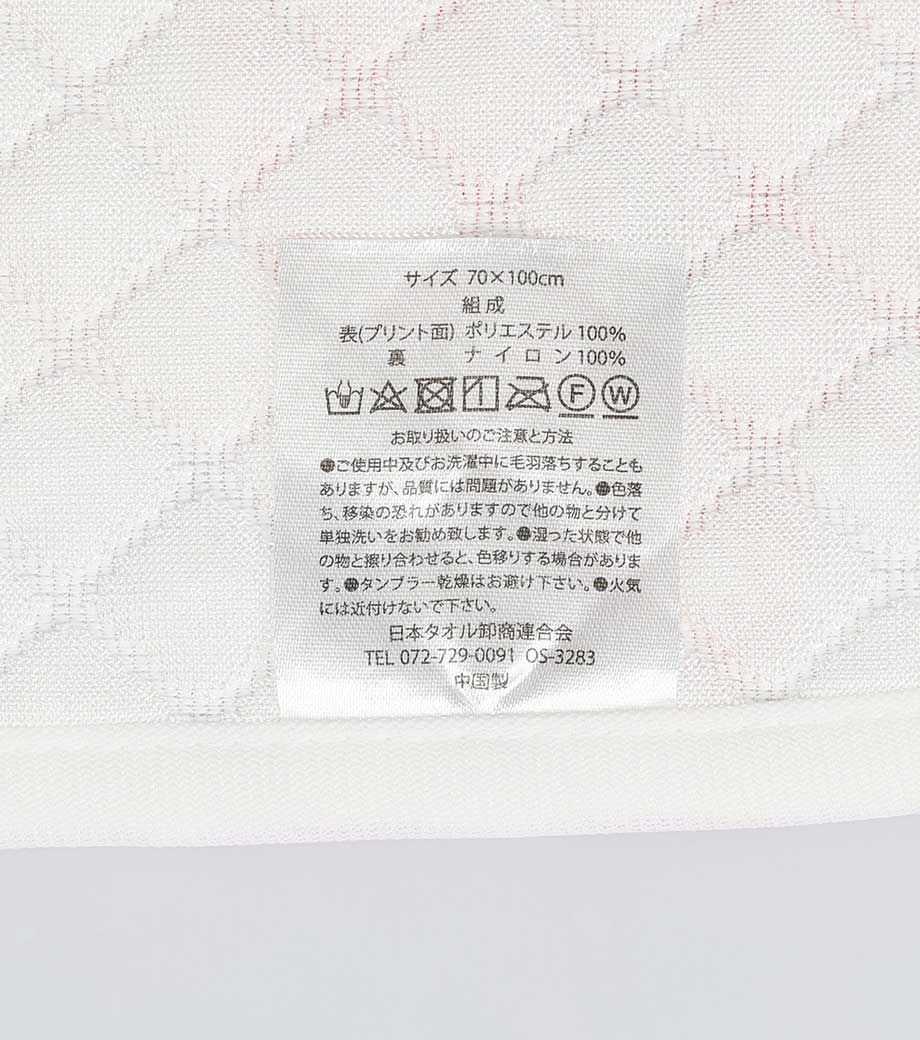 サイズ 70×100cm
組成
表(プリント面) ポリエステル 100%
裏 ナイロン 100%
F W
お取り扱いのご注意と方法
●ご使用中及びお洗濯中に毛羽落ちすることも
ありますが、品質には問題がありません。●色落
ち、移染の恐れがありますので他の物と分けて
単独洗いをお勧め致します。●湿った状態で他
の物と擦り合わせると、色移りする場合がありま
す。●タンブラー乾燥はお避け下さい。●火気
には近付けないで下さい。
日本タオル卸商連合会
TEL 072-729-0091 OS-3283
中国製